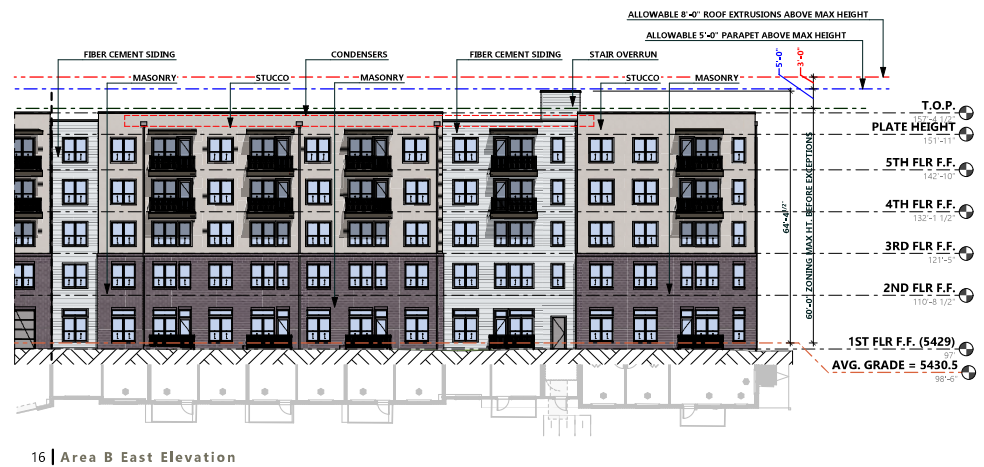 ALLOWABLE 8'-0" ROOF EXTRUSIONS ABOVE MAX HEIGHT
ALLOWABLE 5'-0" PARAPET ABOVE MAX HEIGHT
FIBER CEMENT SIDING
CONDENSERS
FIBER CEMENT SIDING
STAIR OVERRUN
5'-0"
3'-0"
MASONRY
STUCCO
MASONRY
STUCCO
MASONRY
T.O.P.
157'-4 1/2"
PLATE HEIGHT
151'-11"
5TH FLR F.F.
142'-10"
4TH FLR F.F.
132'-1 1/2"
3RD FLR F.F.
121'-5"
2ND FLR F.F.
110'-8 1/2"
1ST FLR F.F. (5429)
97'
AVG. GRADE = 5430.5
98'-6"
64'-4 1/2"
60'-0" ZONING MAX HT. BEFORE EXCEPTIONS
16 | Area B East Elevation